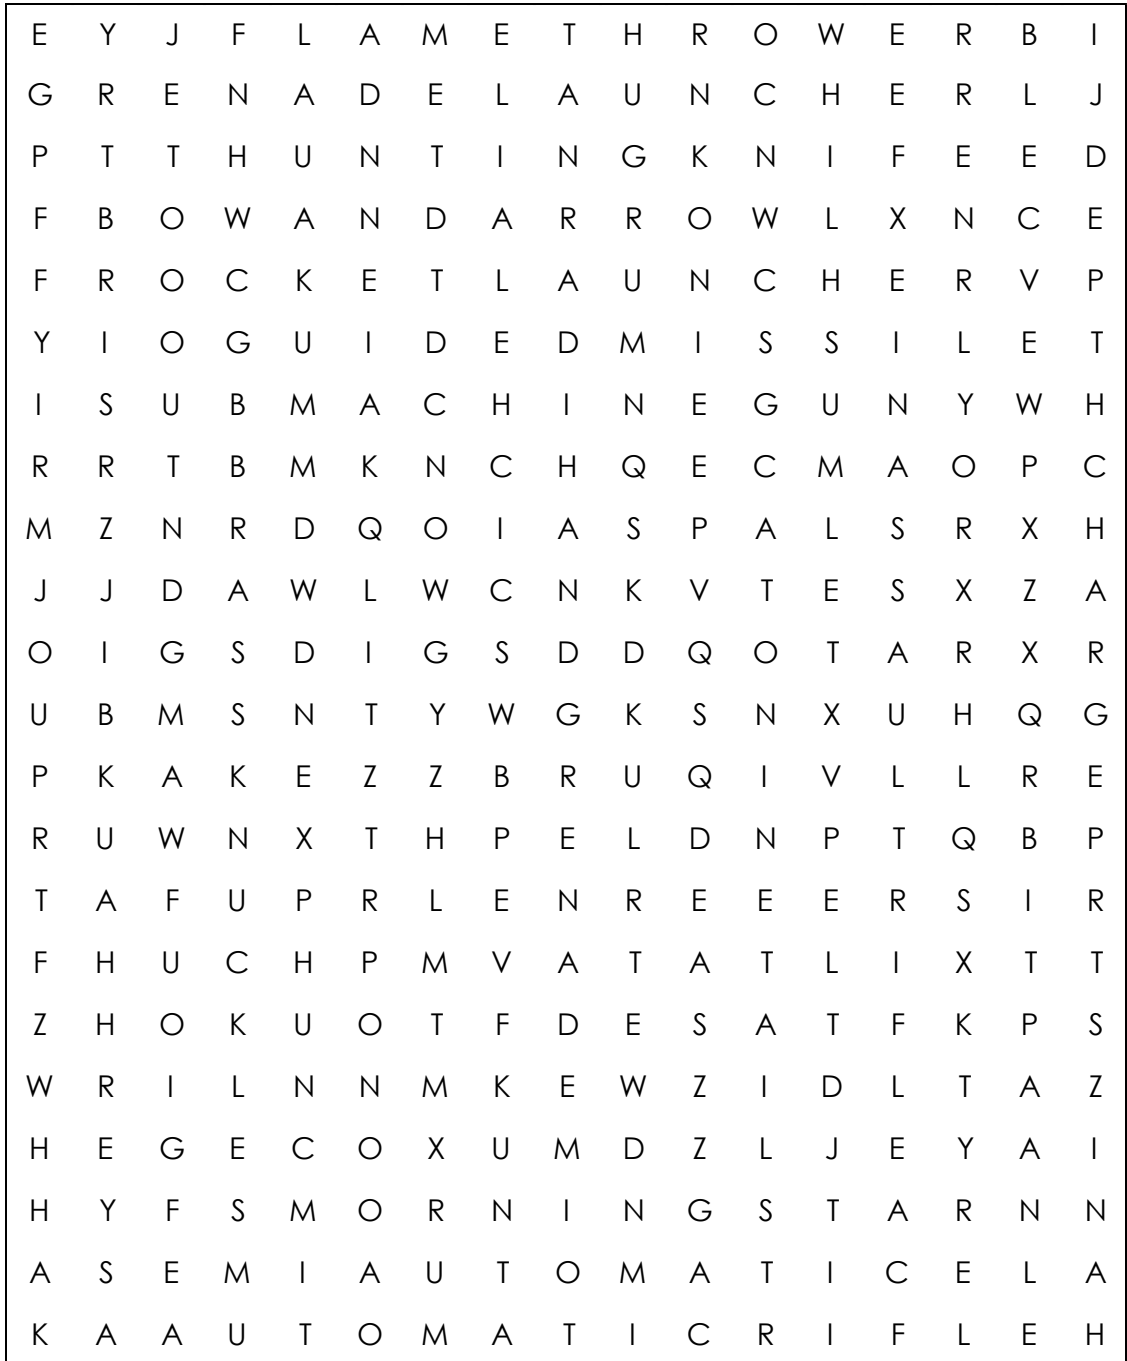 E Y J F L A M E T H R O W E R B I
G R E N A D E L A U N C H E R L J
P T T H U N T I N G K N I F E E D
F B O W A N D A R R O W L X N C E
F R O C K E T L A U N C H E R V P
Y I O G U I D E D M I S S I L E T
I S U B M A C H I N E G U N Y W H
R R T B M K N C H Q E C M A O P C
M Z N R D Q O I A S P A L S R X H
J J D A W L W C N K V T E S X Z A
O I G S D I G S D D Q O T A R X R
U B M S N T Y W G K S N X U H Q G
P K A K E Z Z B R U Q I V L L R E
R U W N X T H P E L D N P T Q B P
T A F U P R L E N R E E E R S I R
F H U C H P M V A T A T L I X T T
Z H O K U O T F D E S A T F K P S
W R I L N N M K E W Z I D L T A Z
H E G E C O X U M D Z L J E Y A I
H Y F S M O R N I N G S T A R N N
A S E M I A U T O M A T I C E L A
K A A U T O M A T I C R I F L E H